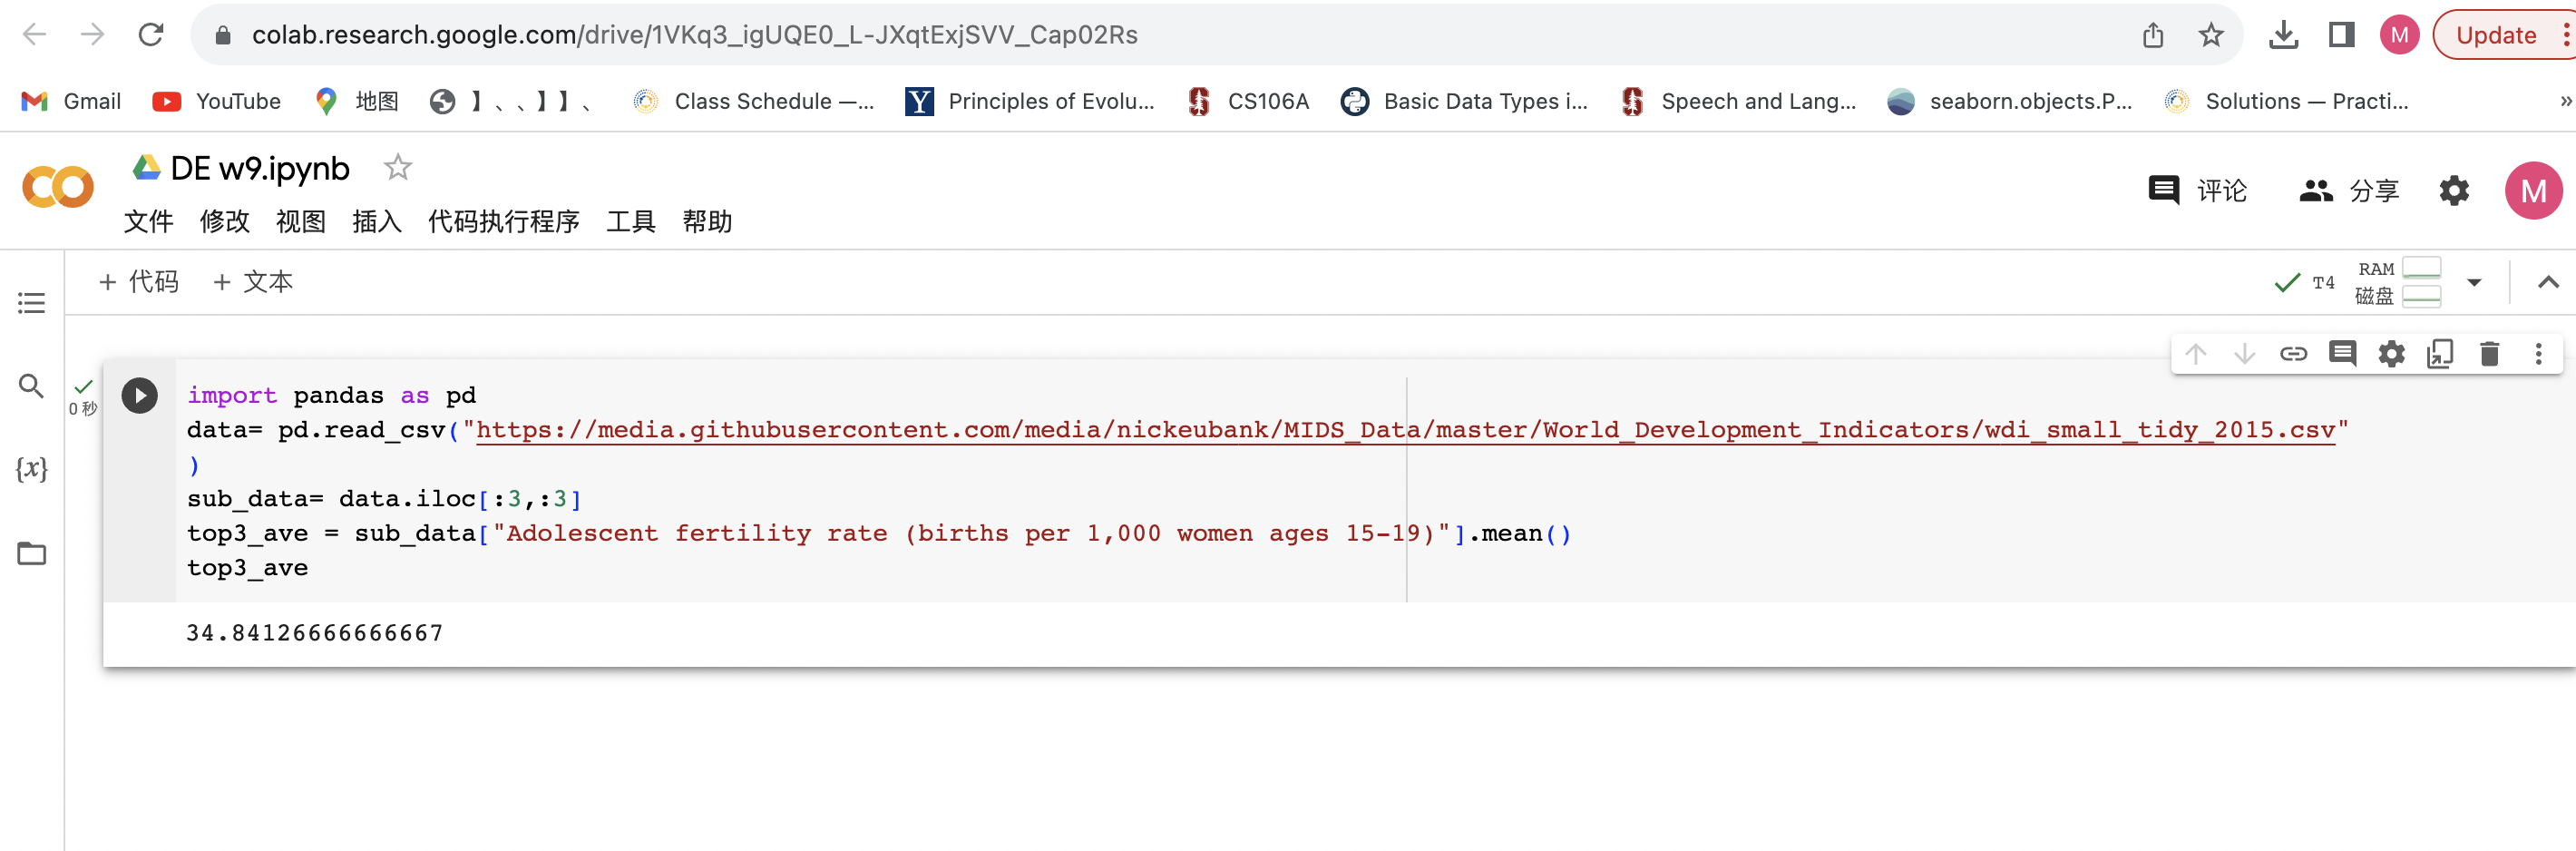 colab.research.google.com/drive/1VKq3_igUQE0_L-JXqtExjSVV_Cap02Rs
M
Update
Gmail
YouTube
地图
】、、】】、
Class Schedule —...
Principles of Evolu...
CS106A
Basic Data Types i...
Speech and Lang...
seaborn.objects.P...
Solutions — Practi...
»
DE w9.ipynb
评论
分享
M
文件 修改 视图 插入 代码执行程序 工具 帮助
+ 代码 + 文本
T4
RAM
磁盘
{x}
0 秒
import pandas as pd
data= pd.read_csv("https://media.githubusercontent.com/media/nickeubank/MIDS_Data/master/World_Development_Indicators/wdi_small_tidy_2015.csv"
)
sub_data= data.iloc[:3,:3]
top3_ave = sub_data["Adolescent fertility rate (births per 1,000 women ages 15-19)"].mean()
top3_ave
34.84126666666667